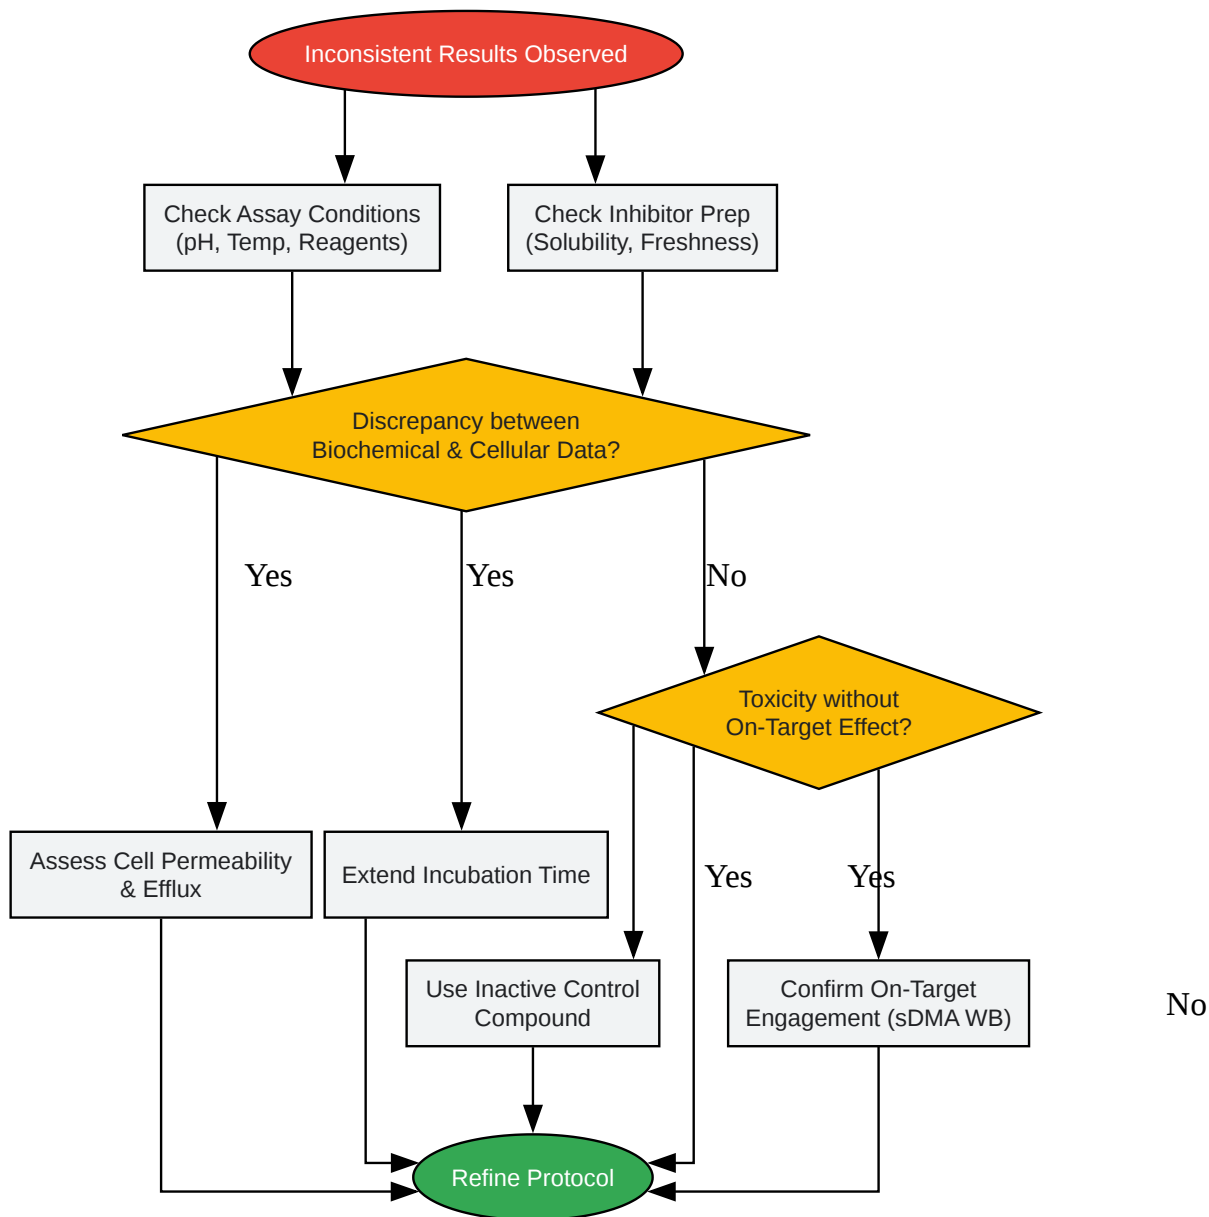 Inconsistent Results Observed
Check Assay Conditions
(pH, Temp, Reagents)
Check Inhibitor Prep
(Solubility, Freshness)
Discrepancy between
Biochemical & Cellular Data?
Yes
Yes
No
Toxicity without
On-Target Effect?
Assess Cell Permeability
& Efflux
Extend Incubation Time
Yes
Yes
Use Inactive Control
Compound
Confirm On-Target
Engagement (sDMA WB)
No
Refine Protocol